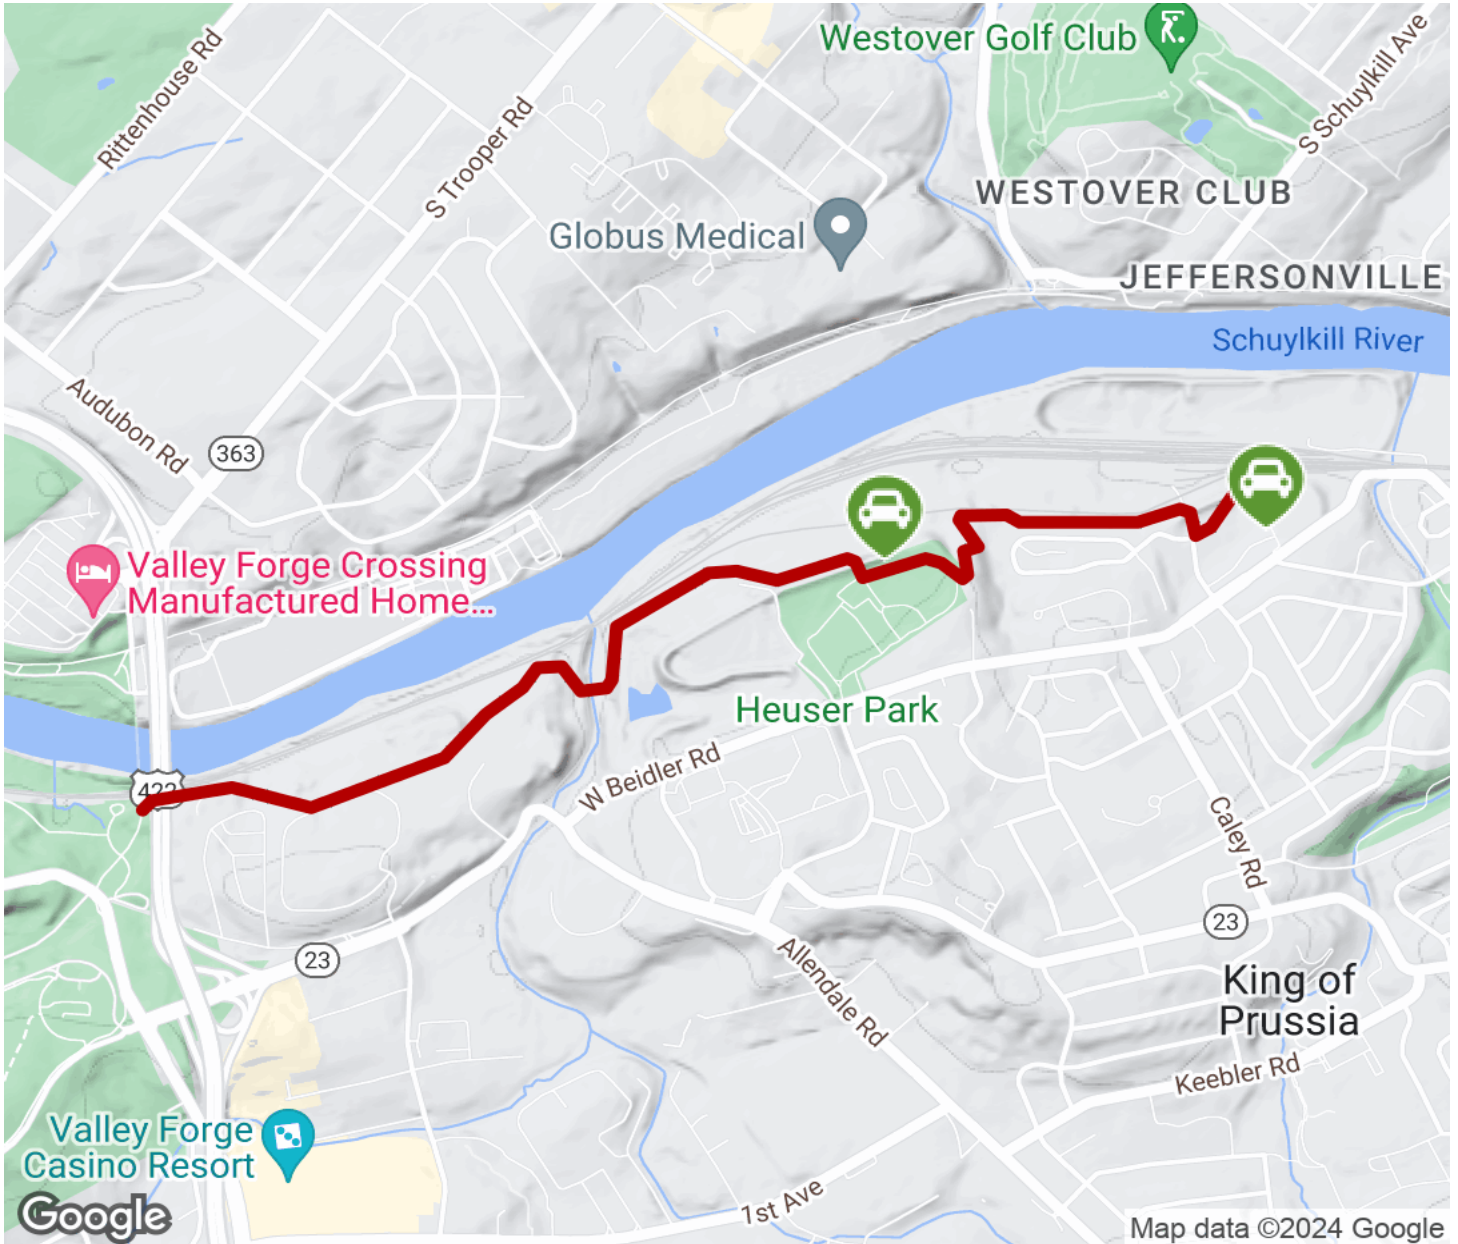 Westover Golf Club
S Schuylkill Ave
Rittenhouse Rd
S Trooper Rd
WESTOVER CLUB
Globus Medical
JEFFERSONVILLE
Schuylkill River
Audubon Rd
363
Valley Forge Crossing
Manufactured Home...
Heuser Park
W Beidler Rd
422
Caley Rd
23
23
Allendale Rd
King of
Prussia
Keebler Rd
Valley Forge
Casino Resort
1st Ave
Google
Map data ©2024 Google